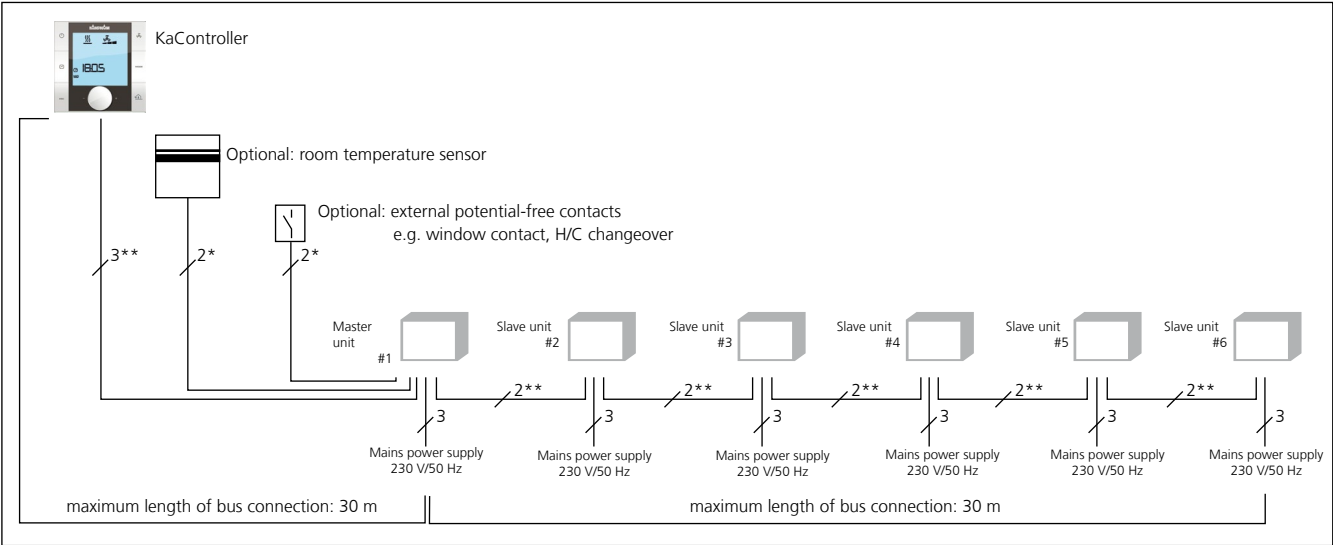 KaController
180.5
Optional: room temperature sensor
Optional: external potential-free contacts
e.g. window contact, H/C changeover
3**
2*
2*
Master
unit
#1
Slave unit
#2
Slave unit
#3
Slave unit
#4
Slave unit
#5
Slave unit
#6
2**
2**
2**
2**
2**
3
3
3
3
3
3
Mains power supply
230 V/50 Hz
Mains power supply
230 V/50 Hz
Mains power supply
230 V/50 Hz
Mains power supply
230 V/50 Hz
Mains power supply
230 V/50 Hz
Mains power supply
230 V/50 Hz
maximum length of bus connection: 30 m
maximum length of bus connection: 30 m